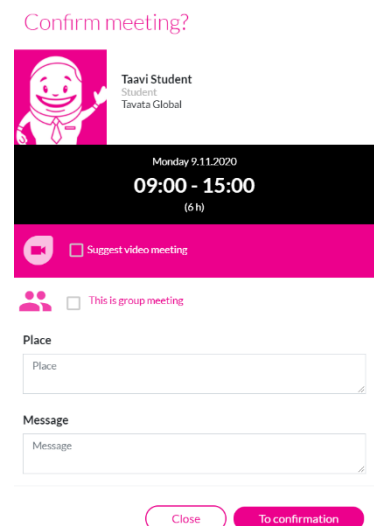 Confirm meeting?
Taavi Student
Student
Tavata Global
Monday 9.11.2020
09:00 - 15:00
(6 h)
Suggest video meeting
This is group meeting
Place
Place
Message
Message
Close
To confirmation